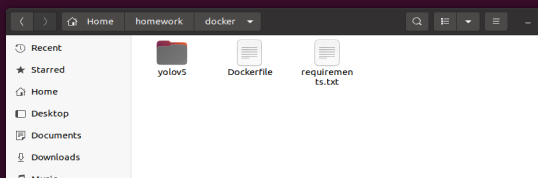 Home homework docker
Recent
Starred
Home
Desktop
Documents
Downloads
yolov5
Dockerfile
requiremen
ts.txt